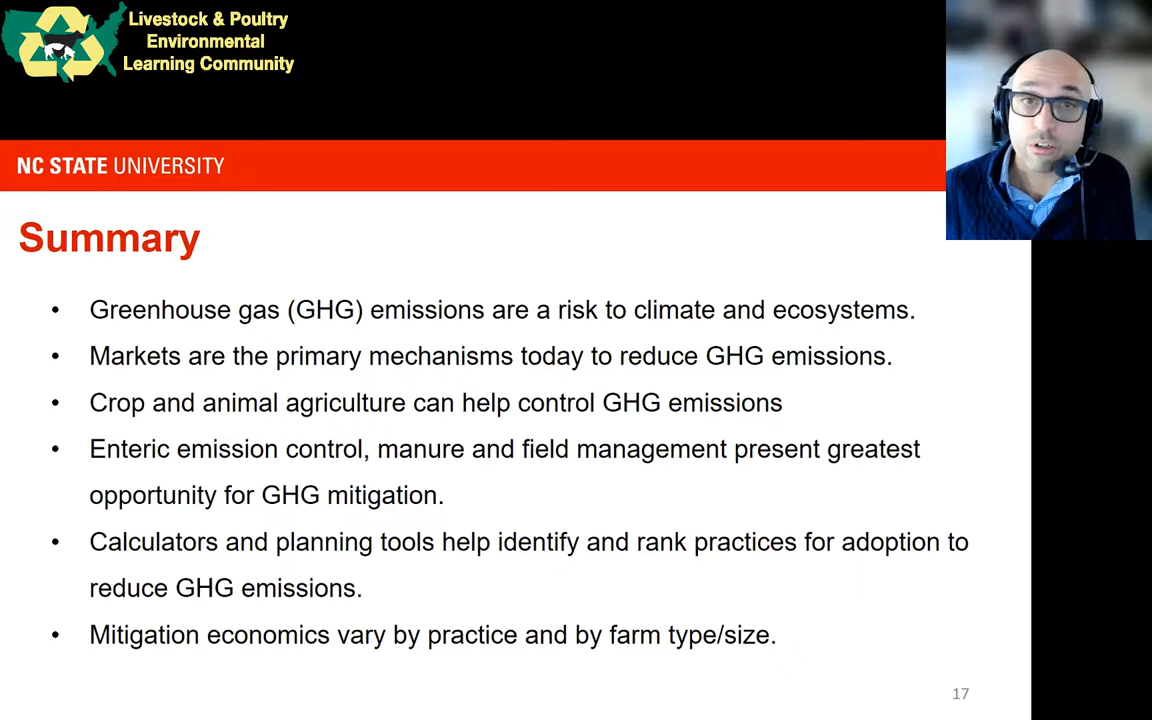 Livestock & Poultry
Environmental
Learning Community
NC STATE UNIVERSITY
Summary
• Greenhouse gas (GHG) emissions are a risk to climate and ecosystems.
• Markets are the primary mechanisms today to reduce GHG emissions.
• Crop and animal agriculture can help control GHG emissions
• Enteric emission control, manure and field management present greatest
opportunity for GHG mitigation.
• Calculators and planning tools help identify and rank practices for adoption to
reduce GHG emissions.
• Mitigation economics vary by practice and by farm type/size.
17